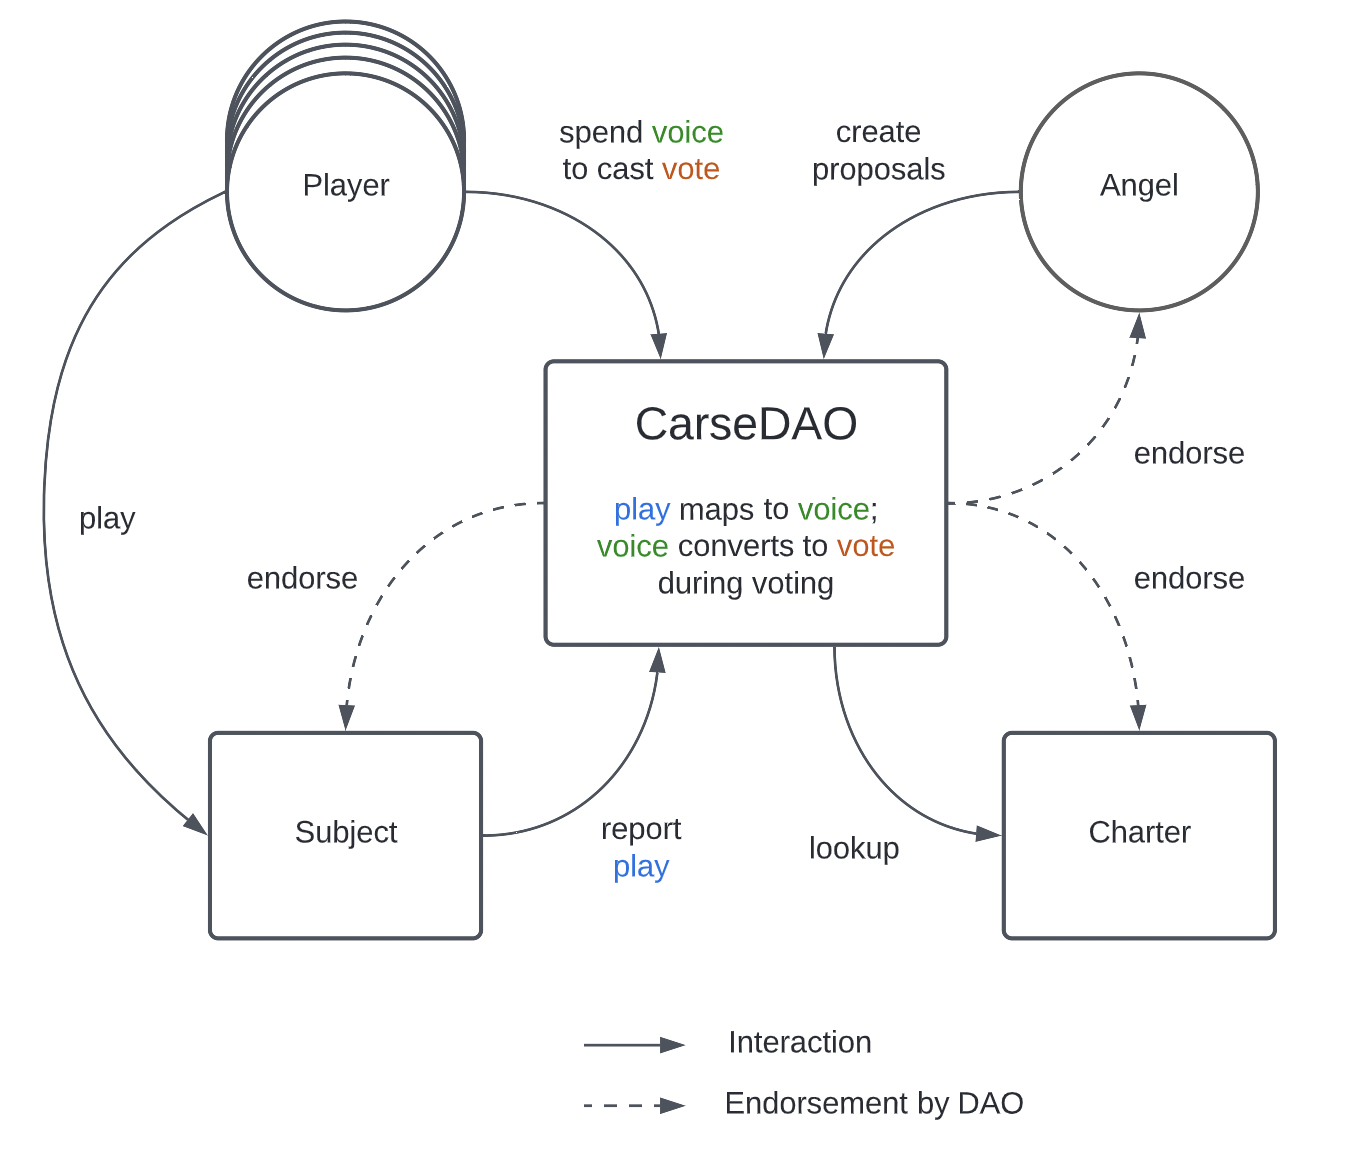 Player
spend voice
to cast vote
create
proposals
Angel
CarseDAO
play maps to voice;
voice converts to vote
during voting
endorse
play
endorse
endorse
Subject
report
play
lookup
Charter
Interaction
Endorsement by DAO